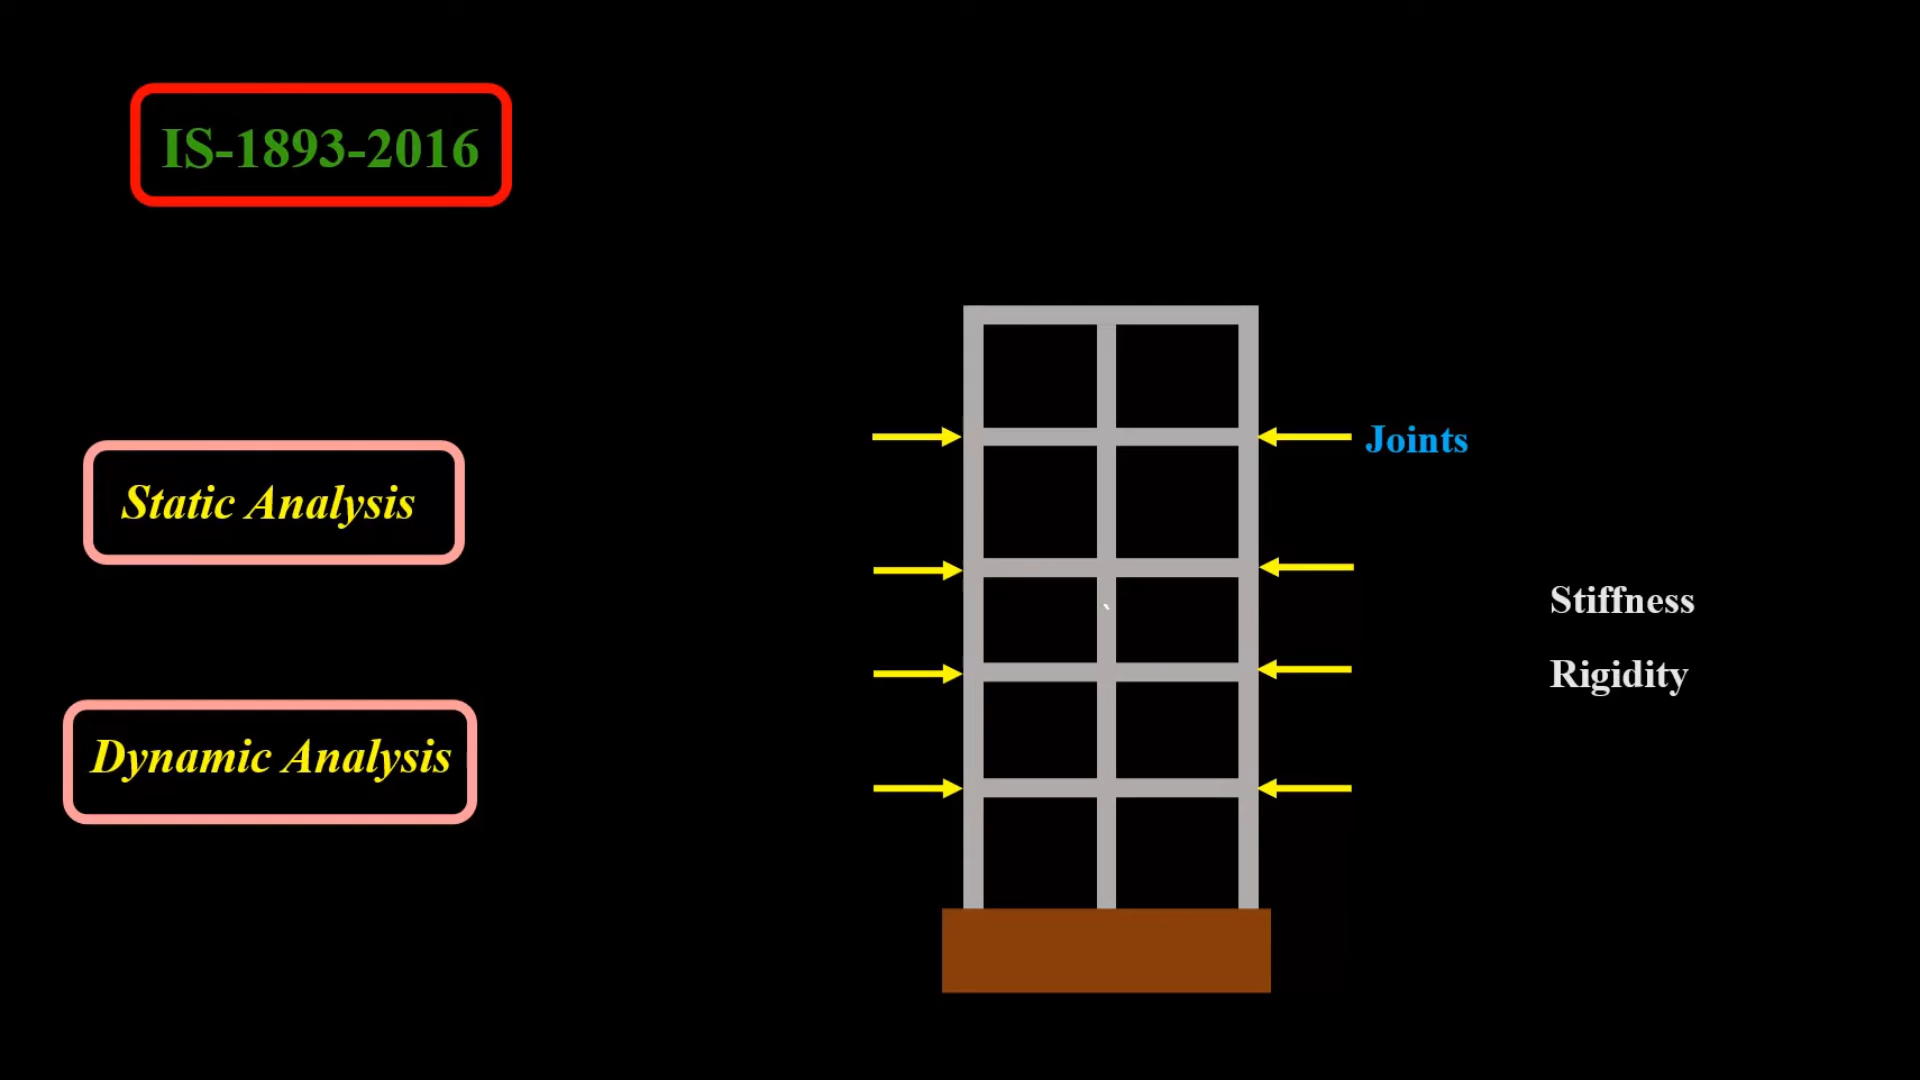 IS-1893-2016
Joints
Static Analysis
Stiffness
Rigidity
Dynamic Analysis